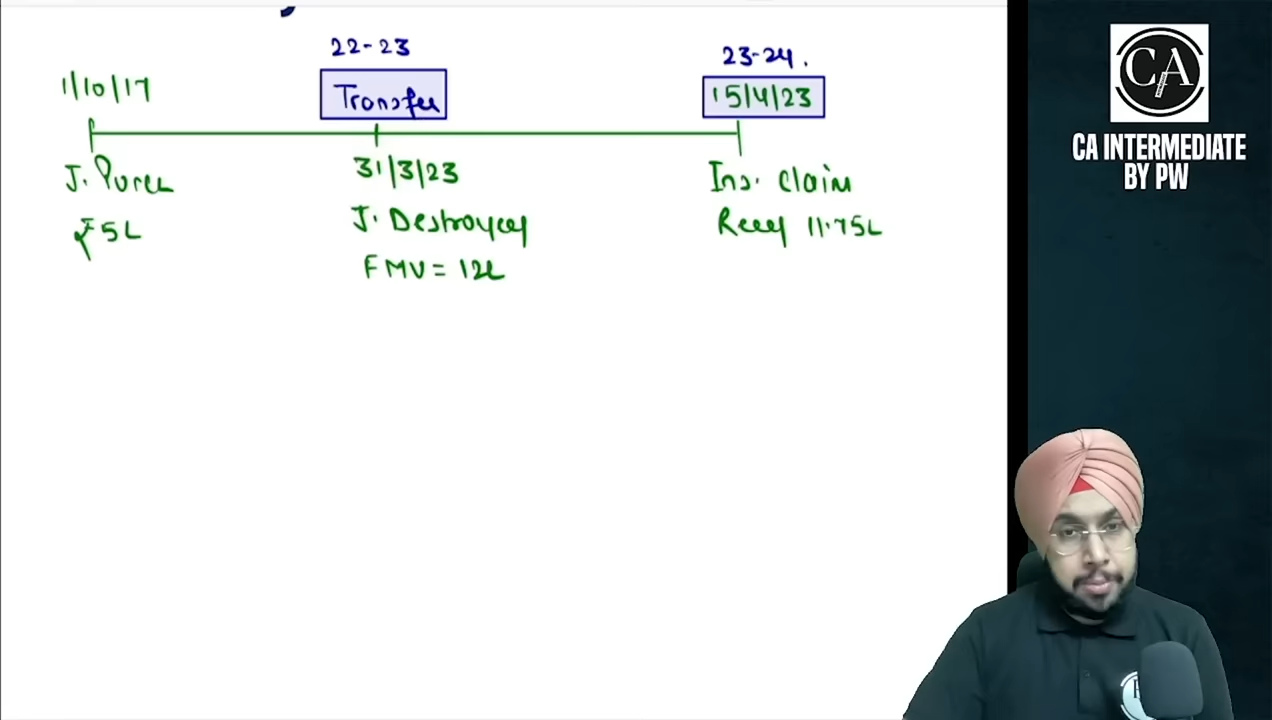 22-23
23-24.
1/10/17
Transfer
15/4/23
J. Purch
31/3/23
Ins. Claim
₹5L
J. Destroyed
Recd 11.75L
FMV = 12L
CA
CA INTERMEDIATE
BY PW